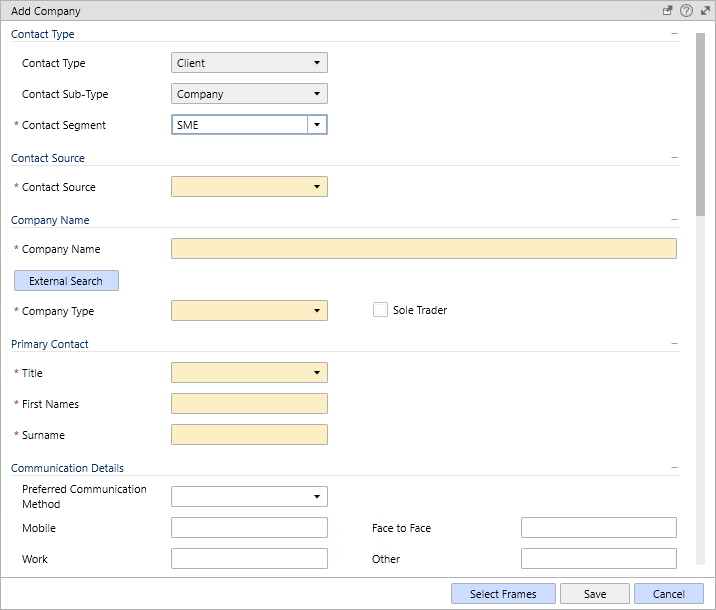 Add Company
Contact Type
Contact Type Client
Contact Sub-Type Company
* Contact Segment SME
Contact Source
* Contact Source
Company Name
* Company Name
External Search
* Company Type Sole Trader
Primary Contact
* Title
* First Names
* Surname
Communication Details
Preferred Communication
Method
Mobile Face to Face
Work Other
Select Frames Save Cancel